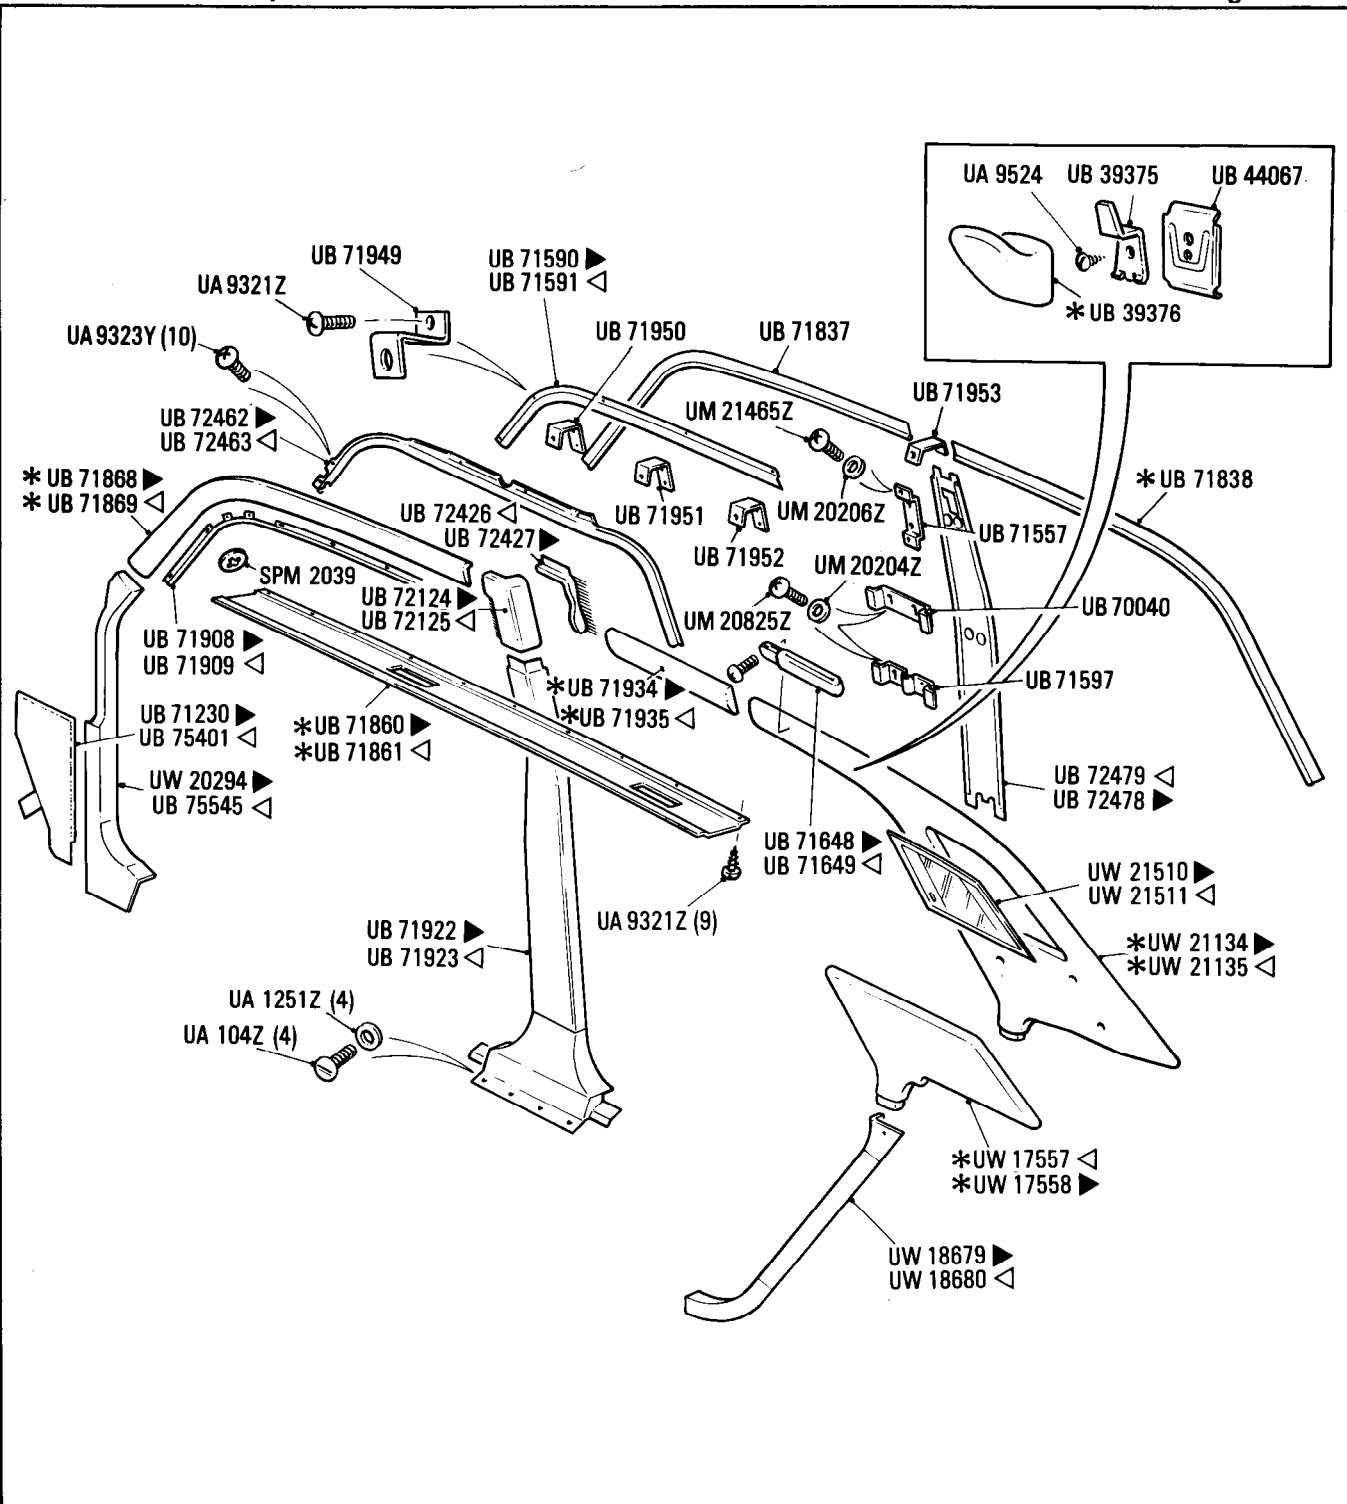 UA 9524 UB 39375 UB 44067
* UB 39376
UB 71949
UB 71590 ▶
UB 71591 ◁
UA 9321Z
UA 9323Y (10)
UB 71950
UB 71837
UB 71953
UM 21465Z
UB 72462 ▶
UB 72463 ◁
* UB 71868 ▶
* UB 71869 ◁
* UB 71838
UB 72426 ◁
UB 72427 ▶
UB 71951
UM 20206Z
UB 71557
UB 71952
UM 20204Z
SPM 2039
UB 72124 ▶
UB 72125 ◁
UM 20825Z
UB 70040
UB 71908 ▶
UB 71909 ◁
* UB 71934 ▶
* UB 71935 ◁
UB 71597
UB 71230 ▶
UB 75401 ◁
* UB 71860 ▶
* UB 71861 ◁
UW 20294 ▶
UB 75545 ◁
UB 72479 ◁
UB 72478 ▶
UB 71648 ▶
UB 71649 ◁
UW 21510 ▶
UW 21511 ◁
UA 9321Z (9)
UB 71922 ▶
UB 71923 ◁
* UW 21134 ▶
* UW 21135 ◁
UA 1251Z (4)
UA 104Z (4)
* UW 17557 ◁
* UW 17558 ▶
UW 18679 ▶
UW 18680 ◁